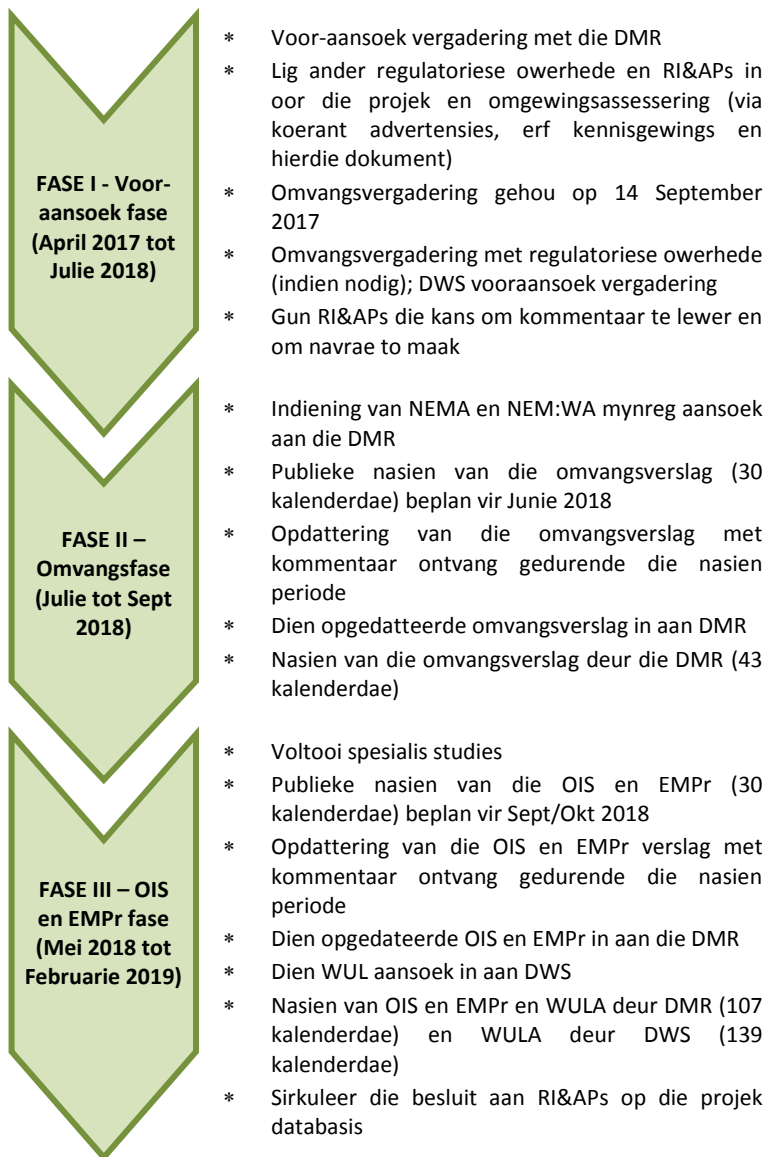 FASE I - Voor-
aansoek fase
(April 2017 tot
Julie 2018)
* Voor-aansoek vergadering met die DMR
* Lig ander regulatoriese owerhede en RI&APs in
oor die projek en omgewingsassessering (via
koerant advertensies, erf kennisgewings en
hierdie dokument)
* Omvangsvergadering gehou op 14 September
2017
* Omvangsvergadering met regulatoriese owerhede
(indien nodig); DWS vooraansoek vergadering
* Gun RI&APs die kans om kommentaar te lewer en
om navrae to maak
FASE II –
Omvangsfase
(Julie tot Sept
2018)
* Indiening van NEMA en NEM:WA mynreg aansoek
aan die DMR
* Publieke nasien van die omvangsverslag (30
kalenderdae) beplan vir Junie 2018
* Opdattering van die omvangsverslag met
kommentaar ontvang gedurende die nasien
periode
* Dien opgedatteerde omvangsverslag in aan DMR
* Nasien van die omvangsverslag deur die DMR (43
kalenderdae)
FASE III – OIS
en EMPr fase
(Mei 2018 tot
Februarie 2019)
* Voltooi spesialis studies
* Publieke nasien van die OIS en EMPr (30
kalenderdae) beplan vir Sept/Okt 2018
* Opdattering van die OIS en EMPr verslag met
kommentaar ontvang gedurende die nasien
periode
* Dien opgedateerde OIS en EMPr in aan die DMR
* Dien WUL aansoek in aan DWS
* Nasien van OIS en EMPr en WULA deur DMR (107
kalenderdae) en WULA deur DWS (139
kalenderdae)
* Sirkuleer die besluit aan RI&APs op die projek
databasis